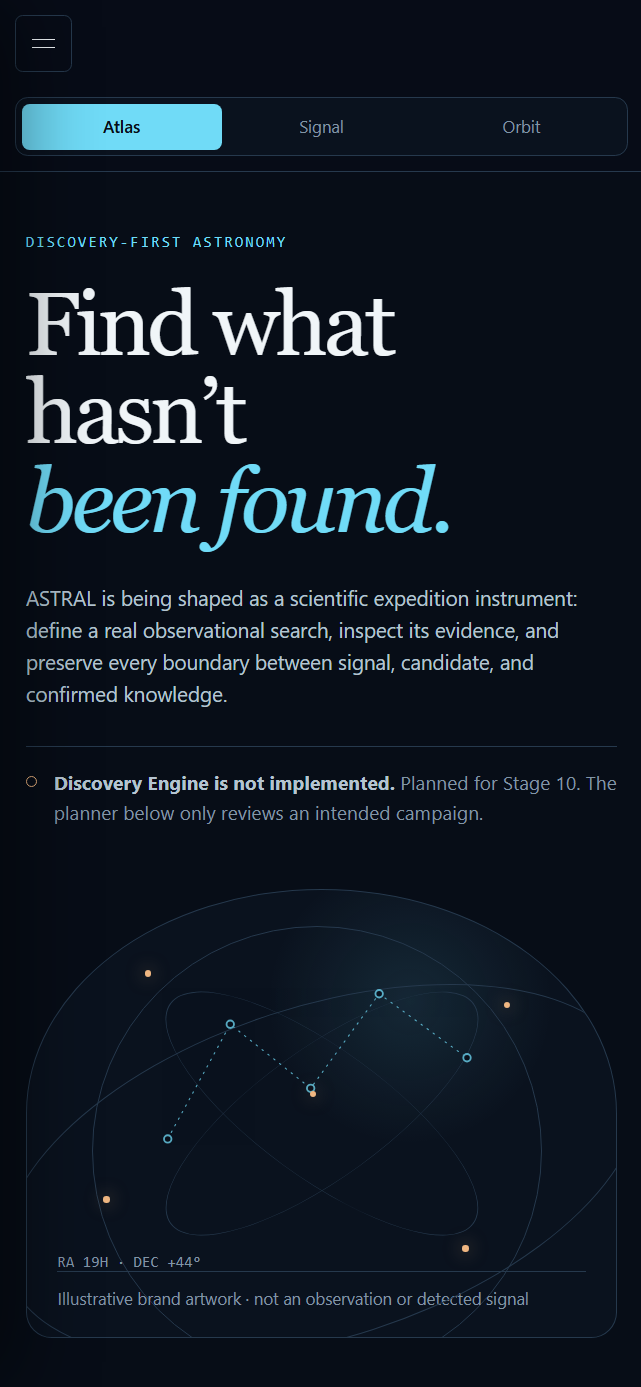 Atlas
Signal
Orbit
DISCOVERY-FIRST ASTRONOMY
Find what
hasn’t
been found.
ASTRAL is being shaped as a scientific expedition instrument:
define a real observational search, inspect its evidence, and
preserve every boundary between signal, candidate, and
confirmed knowledge.
Discovery Engine is not implemented. Planned for Stage 10. The
planner below only reviews an intended campaign.
RA 19H · DEC +44°
Illustrative brand artwork · not an observation or detected signal